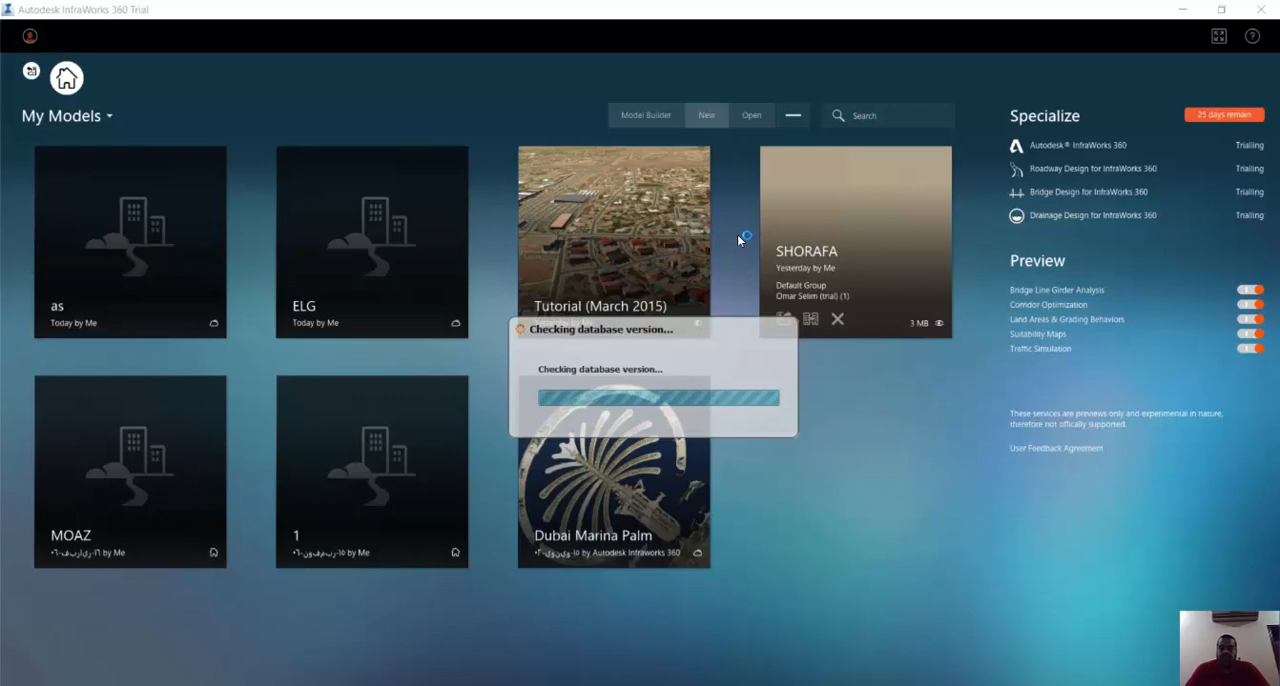 Autodesk InfraWorks 360 Trial
My Models
Model Builder
New
Open
Search
Specialize
25 days remain
Autodesk® InfraWorks 360
Trialling
Roadway Design for InfraWorks 360
Trialling
Bridge Design for InfraWorks 360
Trialling
Drainage Design for InfraWorks 360
Trialling
Preview
Bridge Line Girder Analysis
Corridor Optimization
Land Areas & Grading Behaviors
Suitability Maps
Traffic Simulation
These services are previews only and experimental in nature,
therefore not offically supported.
User Feedback Agreement
as
Today by Me
ELG
Today by Me
Tutorial (March 2015)
SHORAFA
Yesterday by Me
Default Group
Omar Selim (trial) (1)
3 MB
Checking database version...
Checking database version...
MOAZ
by Me
1
by Me
Dubai Marina Palm
by Autodesk Infraworks 360